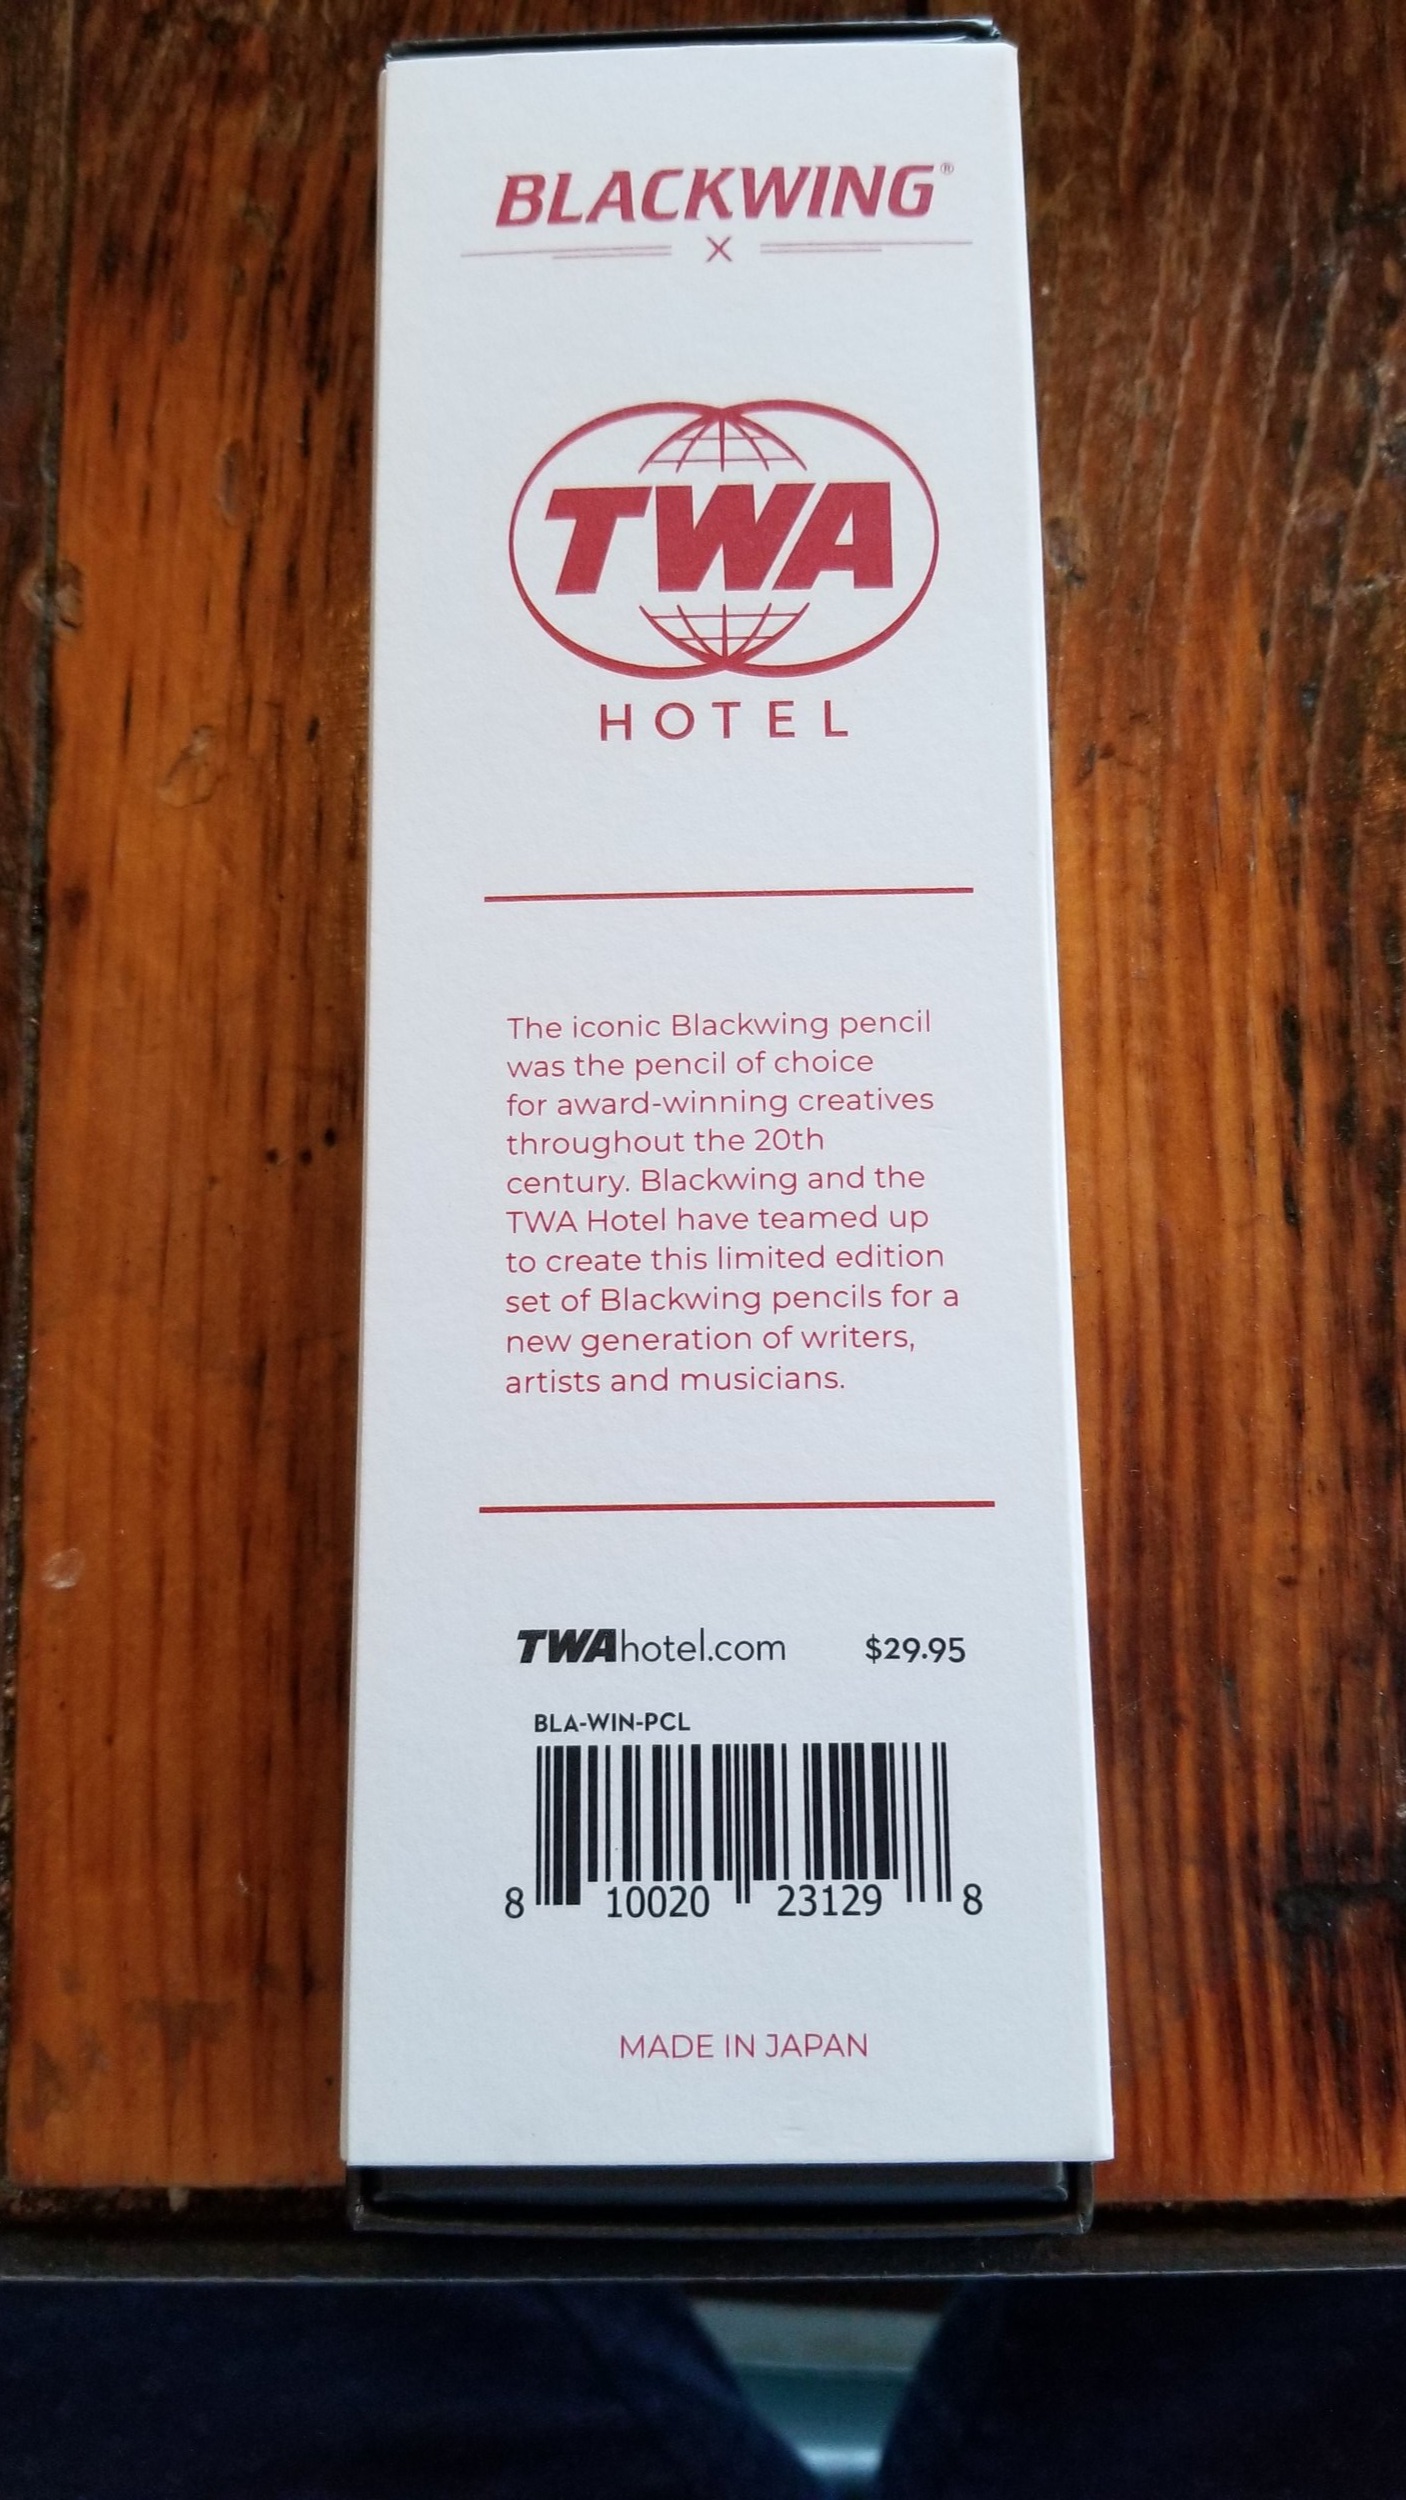 BLACKWING®
X
TWA
HOTEL
The iconic Blackwing pencil
was the pencil of choice
for award-winning creatives
throughout the 20th
century. Blackwing and the
TWA Hotel have teamed up
to create this limited edition
set of Blackwing pencils for a
new generation of writers,
artists and musicians.
TWAhotel.com $29.95
BLA-WIN-PCL
8 10020 23129 8
MADE IN JAPAN